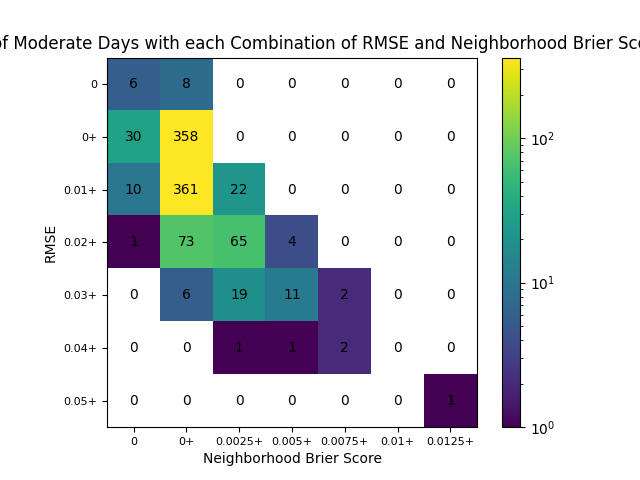 of Moderate Days with each Combination of RMSE and Neighborhood Brier Sco
0 6 8 0 0 0 0 0
0+ 30 358 0 0 0 0 0
0.01+ 10 361 22 0 0 0 0
0.02+ 1 73 65 4 0 0 0
0.03+ 0 6 19 11 2 0 0
0.04+ 0 0 1 1 2 0 0
0.05+ 0 0 0 0 0 0 1
0 0+ 0.0025+ 0.005+ 0.0075+ 0.01+ 0.0125+
Neighborhood Brier Score
RMSE
10²
10¹
10⁰